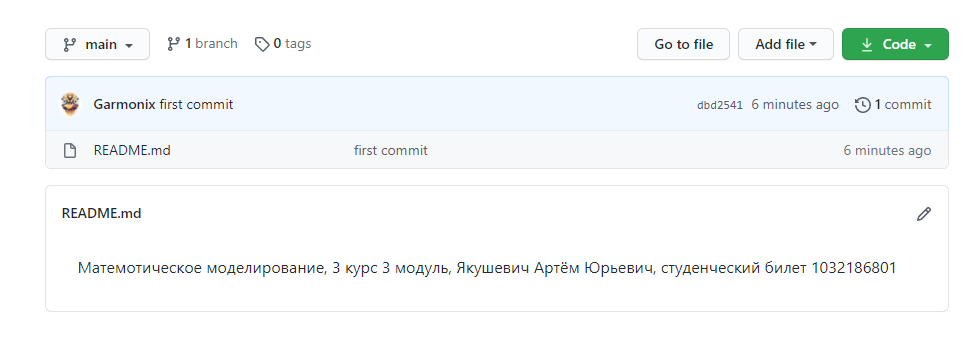 main 1 branch 0 tags Go to file Add file Code
Garmonix first commit dbd2541 6 minutes ago 1 commit
README.md first commit 6 minutes ago
README.md
Матемотическое моделирование, 3 курс 3 модуль, Якушевич Артём Юрьевич, студенческий билет 1032186801